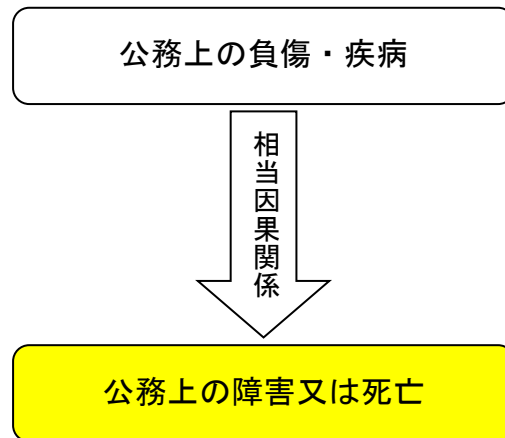 公務上の負傷・疾病
相当因果関係
公務上の障害又は死亡